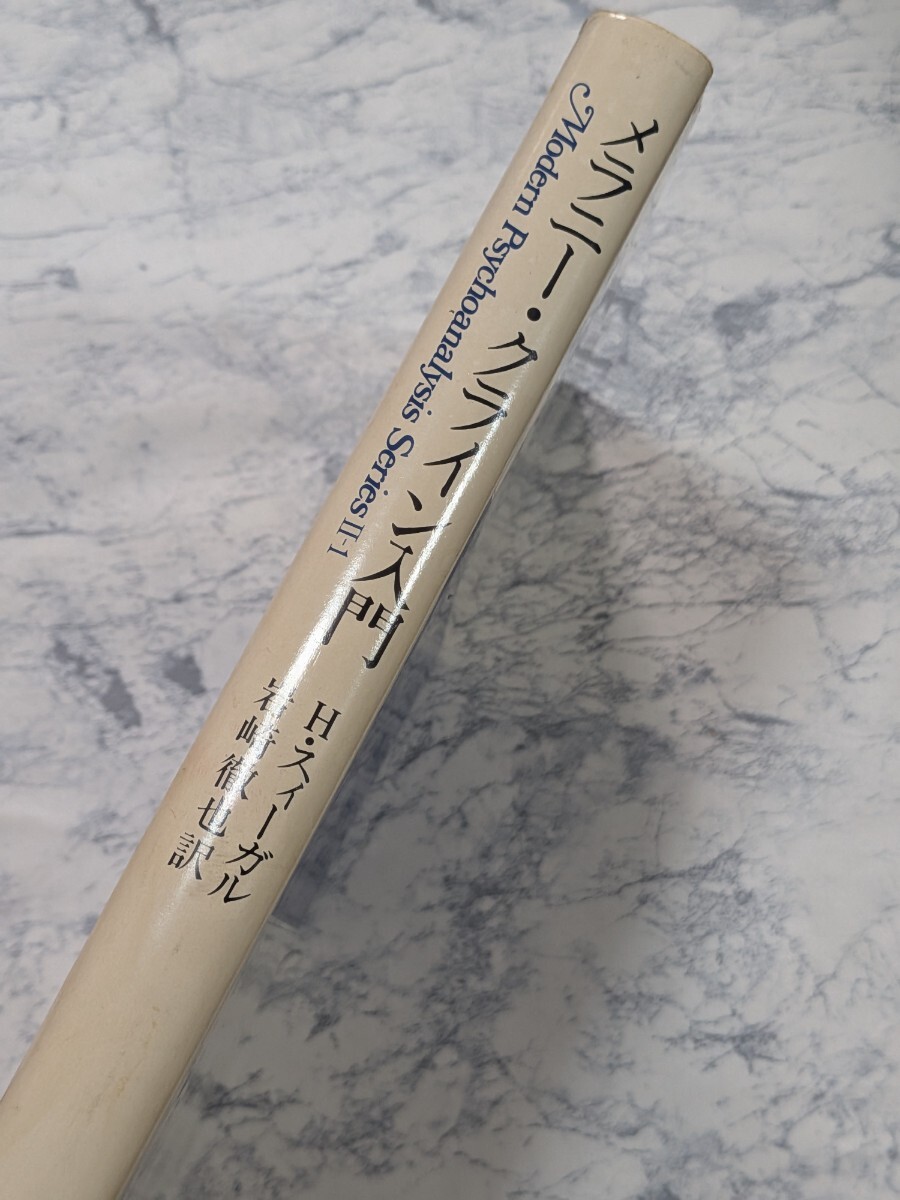 メラニー・クライン入門
Modern Psychoanalysis Series II-1
H・スィーガル
岩崎徹也訳